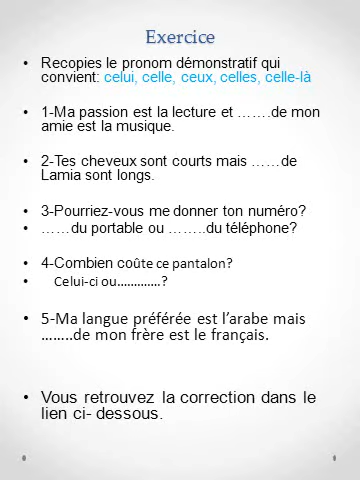 Exercice
• Recopies le pronom démonstratif qui
convient: celui, celle, ceux, celles, celle-là
• 1-Ma passion est la lecture et …….de mon
amie est la musique.
• 2-Tes cheveux sont courts mais ……de
Lamia sont longs.
• 3-Pourriez-vous me donner ton numéro?
• ……du portable ou ……..du téléphone?
• 4-Combien coûte ce pantalon?
• Celui-ci ou.............?
• 5-Ma langue préférée est l’arabe mais
……..de mon frère est le français.
• Vous retrouvez la correction dans le
lien ci- dessous.